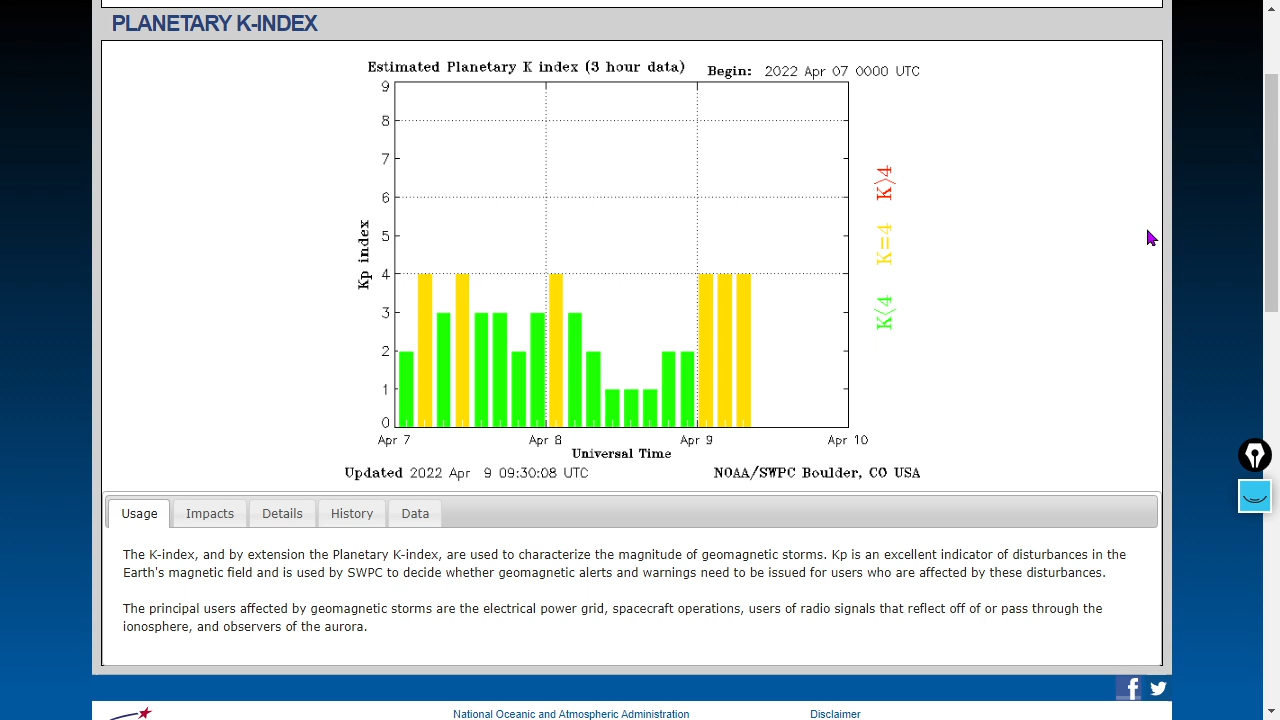 PLANETARY K-INDEX
Estimated Planetary K index (3 hour data)
Begin: 2022 Apr 07 0000 UTC
9
8
7
6
5
4
3
2
1
0
Kp index
K>4
K=4
K<4
Apr 7
Apr 8
Apr 9
Apr 10
Universal Time
Updated 2022 Apr 9 09:30:08 UTC
NOAA/SWPC Boulder, CO USA
Usage
Impacts
Details
History
Data
The K-index, and by extension the Planetary K-index, are used to characterize the magnitude of geomagnetic storms. Kp is an excellent indicator of disturbances in the
Earth's magnetic field and is used by SWPC to decide whether geomagnetic alerts and warnings need to be issued for users who are affected by these disturbances.
The principal users affected by geomagnetic storms are the electrical power grid, spacecraft operations, users of radio signals that reflect off of or pass through the
ionosphere, and observers of the aurora.
f
National Oceanic and Atmospheric Administration
Disclaimer